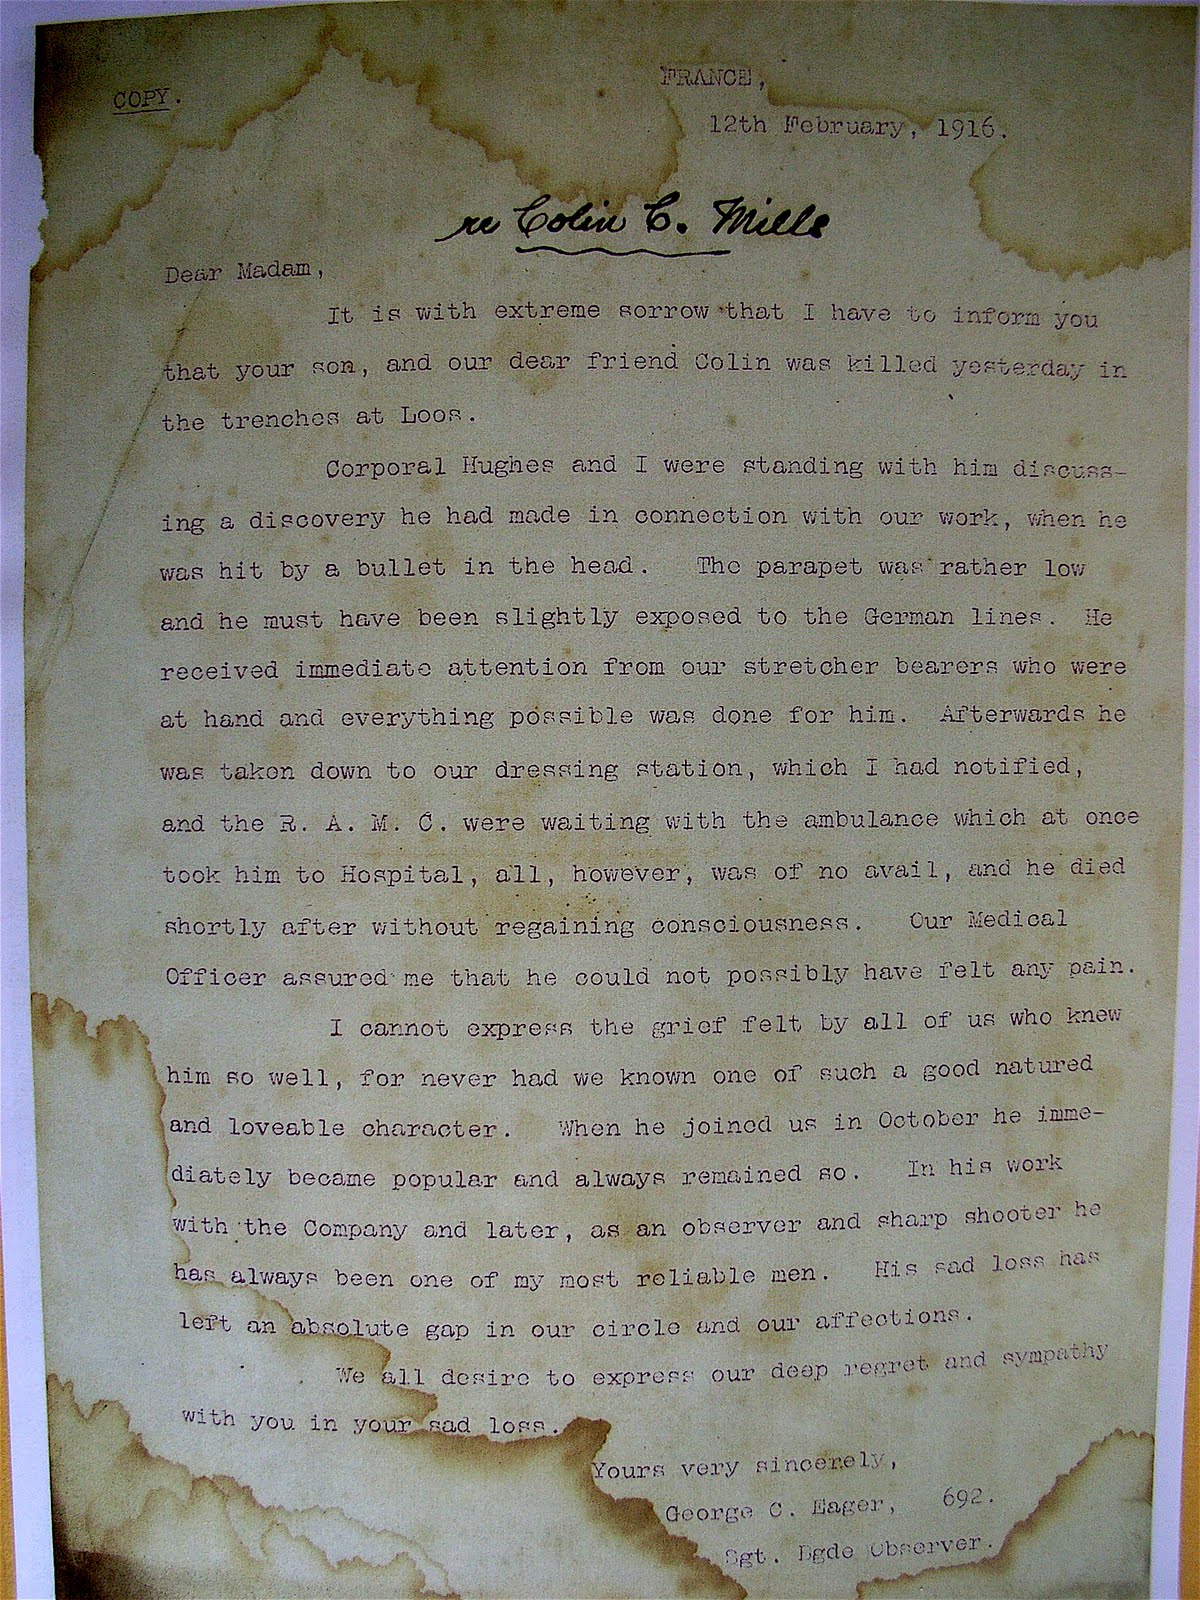 COPY.
FRANCE,
12th February, 1916.
re Colin C. Mills
Dear Madam,
It is with extreme sorrow that I have to inform you
that your son, and our dear friend Colin was killed yesterday in
the trenches at Loos.
Corporal Hughes and I were standing with him discuss-
ing a discovery he had made in connection with our work, when he
was hit by a bullet in the head. The parapet was rather low
and he must have been slightly exposed to the German lines. He
received immediate attention from our stretcher bearers who were
at hand and everything possible was done for him. Afterwards he
was taken down to our dressing station, which I had notified,
and the R. A. M. C. were waiting with the ambulance which at once
took him to Hospital, all, however, was of no avail, and he died
shortly after without regaining consciousness. Our Medical
Officer assured me that he could not possibly have felt any pain.
I cannot express the grief felt by all of us who knew
him so well, for never had we known one of such a good natured
and loveable character. When he joined us in October he imme-
diately became popular and always remained so. In his work
with the Company and later, as an observer and sharp shooter he
has always been one of my most reliable men. His sad loss has
left an absolute gap in our circle and our affections.
We all desire to express our deep regret and sympathy
with you in your sad loss.
Yours very sincerely,
George C. Eager, 692.
Sgt. Bgde Observer.